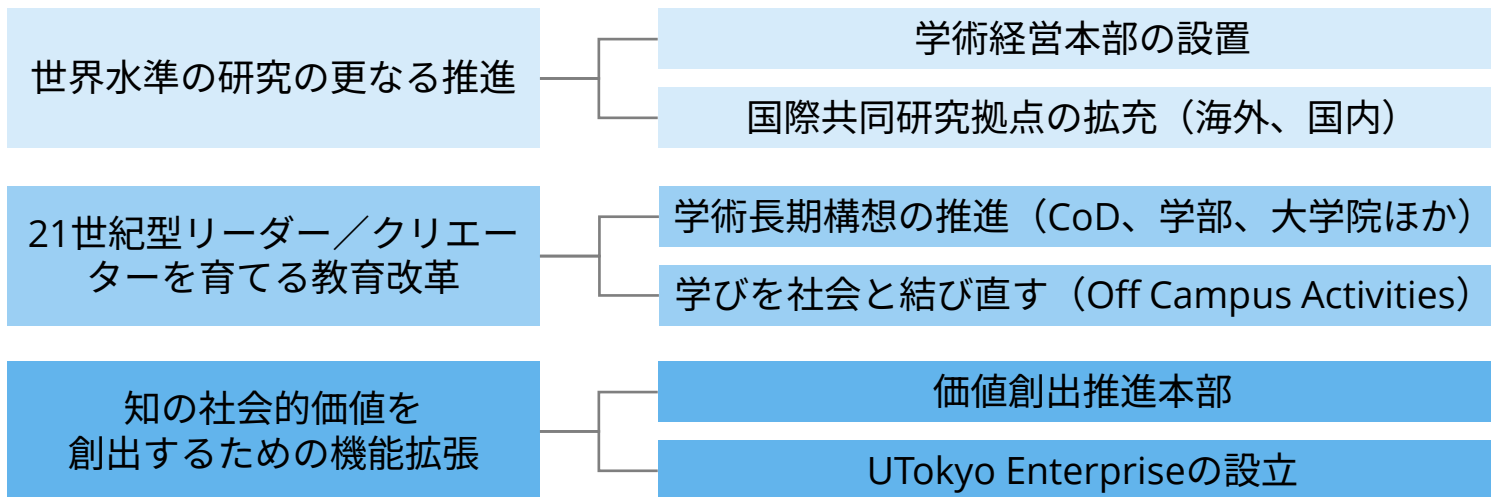 世界水準の研究の更なる推進
学術経営本部の設置
国際共同研究拠点の拡充（海外、国内）
21世紀型リーダー／クリエー
ターを育てる教育改革
学術長期構想の推進（CoD、学部、大学院ほか）
学びを社会と結び直す（Off Campus Activities）
知の社会的価値を
創出するための機能拡張
価値創出推進本部
UTokyo Enterpriseの設立